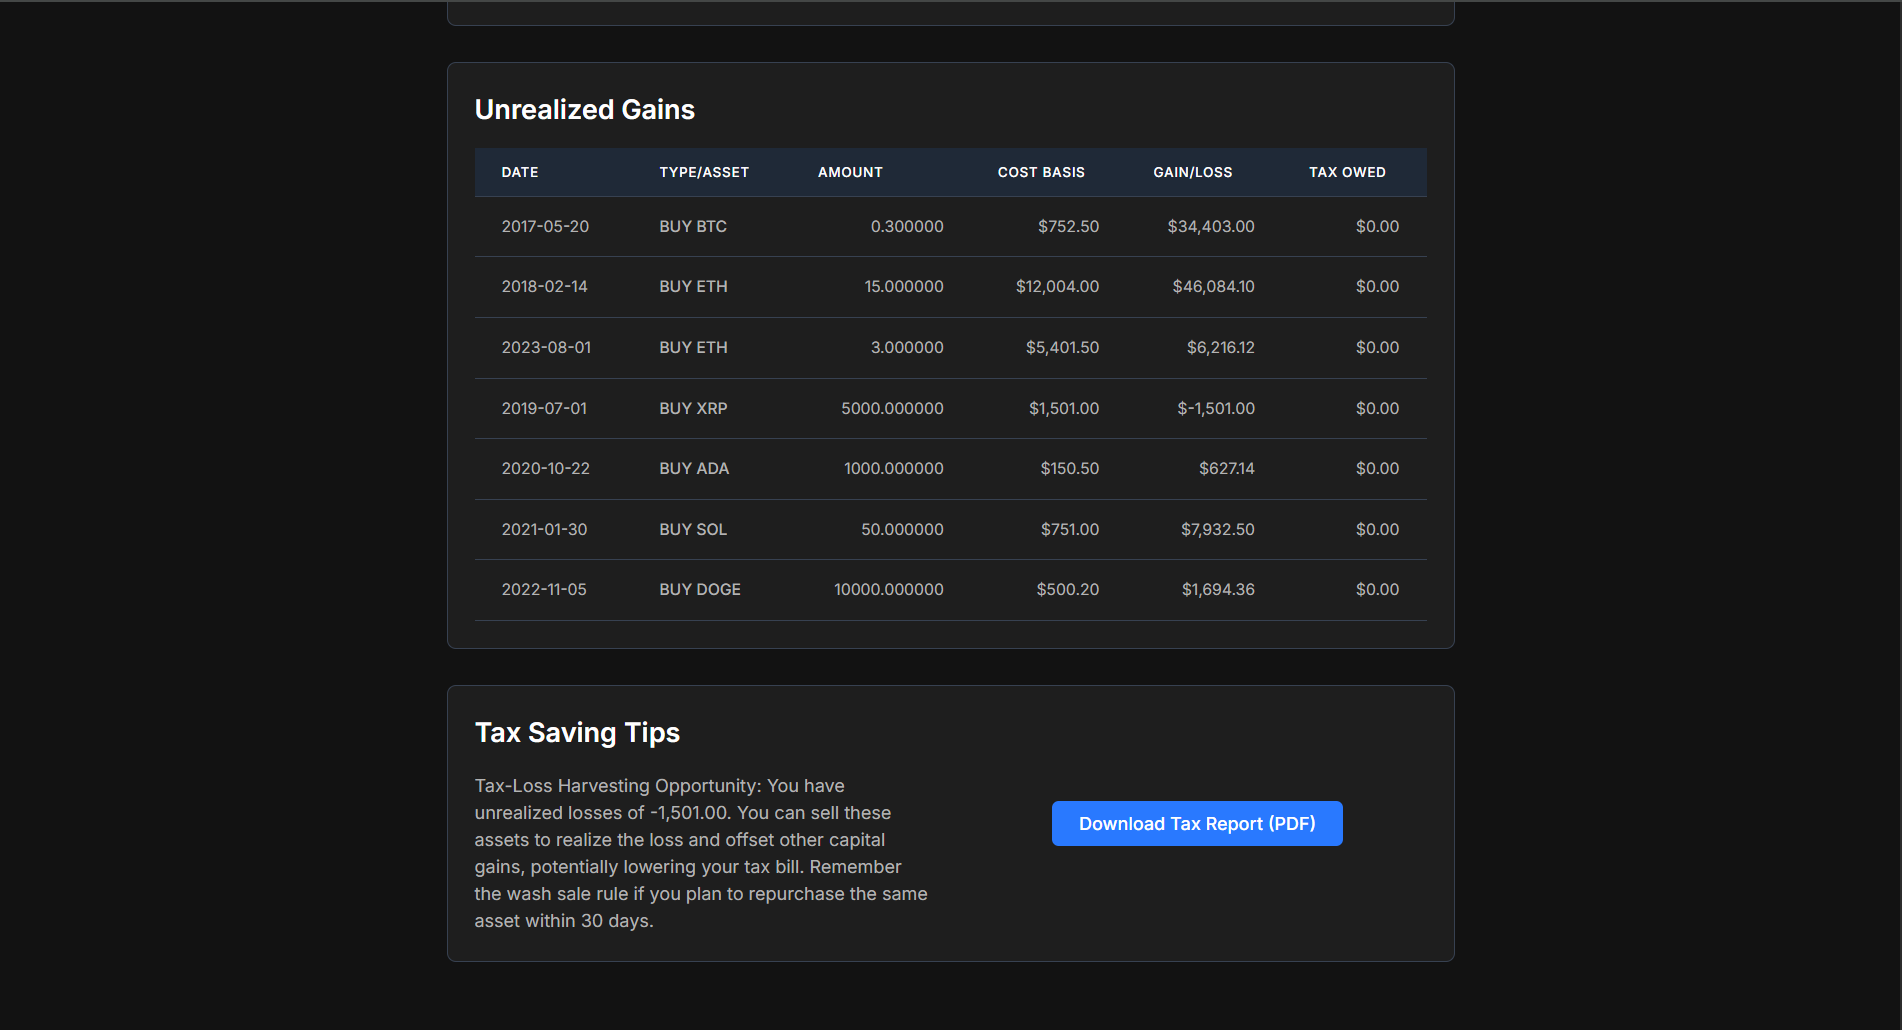 Unrealized Gains
DATE TYPE/ASSET AMOUNT COST BASIS GAIN/LOSS TAX OWED
2017-05-20 BUY BTC 0.300000 $752.50 $34,403.00 $0.00
2018-02-14 BUY ETH 15.000000 $12,004.00 $46,084.10 $0.00
2023-08-01 BUY ETH 3.000000 $5,401.50 $6,216.12 $0.00
2019-07-01 BUY XRP 5000.000000 $1,501.00 $-1,501.00 $0.00
2020-10-22 BUY ADA 1000.000000 $150.50 $627.14 $0.00
2021-01-30 BUY SOL 50.000000 $751.00 $7,932.50 $0.00
2022-11-05 BUY DOGE 10000.000000 $500.20 $1,694.36 $0.00
Tax Saving Tips
Tax-Loss Harvesting Opportunity: You have
unrealized losses of -1,501.00. You can sell these
assets to realize the loss and offset other capital
gains, potentially lowering your tax bill. Remember
the wash sale rule if you plan to repurchase the same
asset within 30 days.
Download Tax Report (PDF)